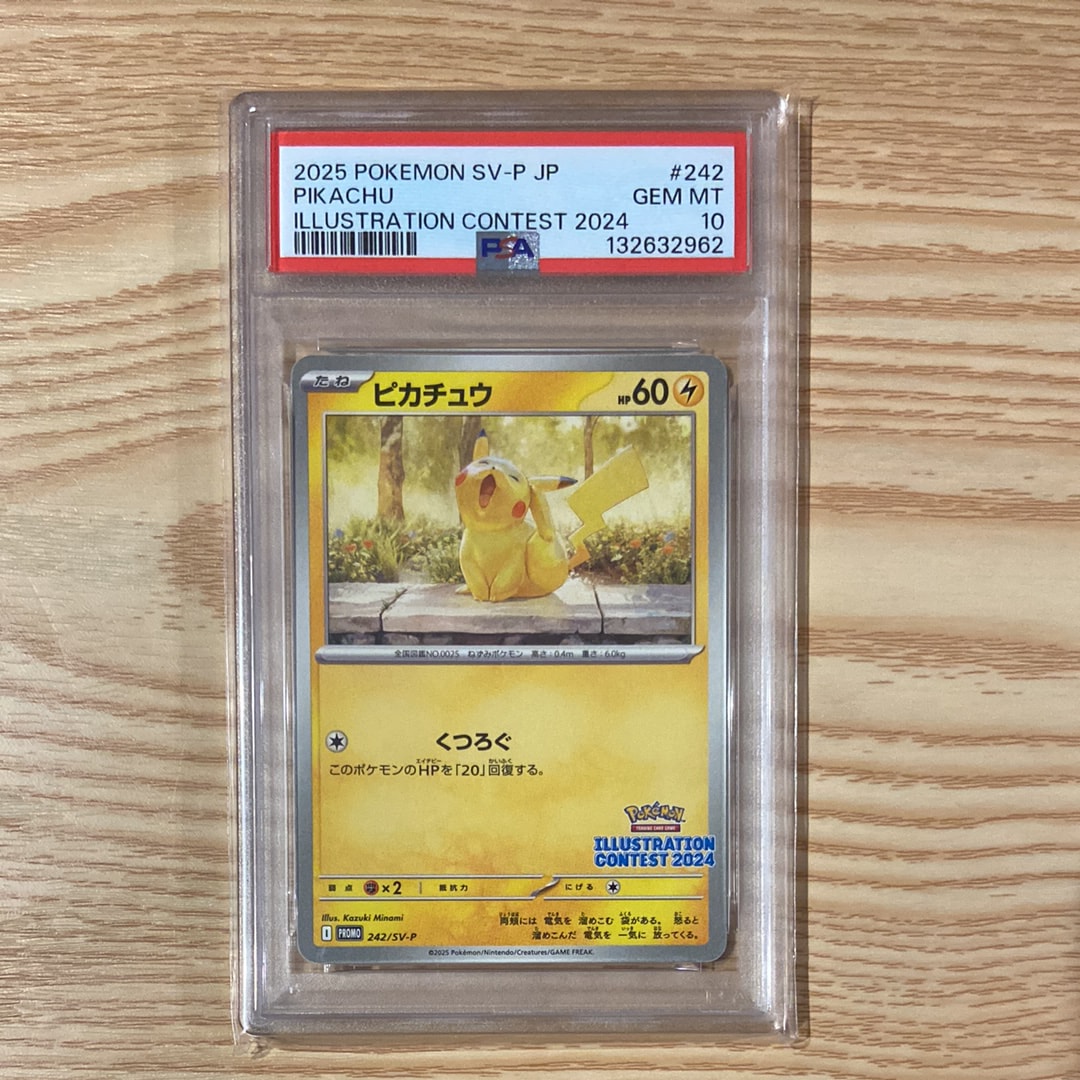 2025 POKEMON SV-P JP #242
PIKACHU GEM MT
ILLUSTRATION CONTEST 2024 10
PSA 132632962
たね ピカチュウ HP60
全国図鑑NO.0025 ねずみポケモン 高さ:0.4m 重さ:6.0kg
くつろぐ
このポケモンのHPを「20」回復する。
Pokémon
TRADING CARD GAME
ILLUSTRATION
CONTEST 2024
弱点 ×2 抵抗力 にげる
Illus. Kazuki Minami
両頬には 電気を 溜めこむ 袋がある。 怒ると
溜めこんだ 電気を 一気に 放ってくる。
I PROMO 242/SV-P
©2025 Pokémon/Nintendo/Creatures/GAME FREAK.